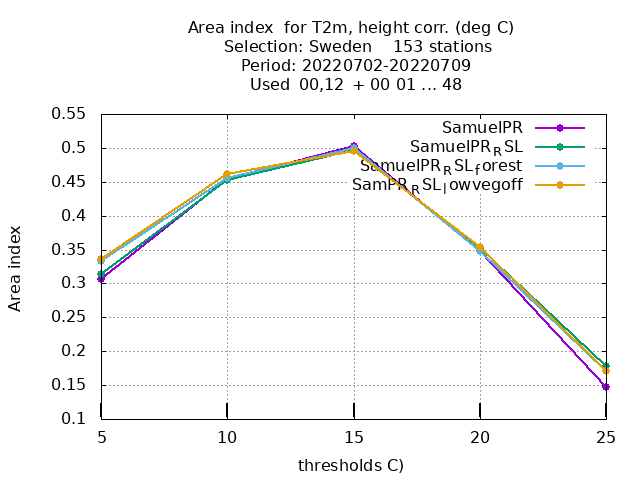 Area index for T2m, height corr. (deg C)
Selection: Sweden 153 stations
Period: 20220702-20220709
Used 00,12 + 00 01 ... 48
Area index
0.55
0.5
0.45
0.4
0.35
0.3
0.25
0.2
0.15
0.1
SamuelPR
SamuelPR_RSL
SamuelPR_RSL_forest
SamPR_RSL_lowvegoff
5 10 15 20 25
thresholds C)